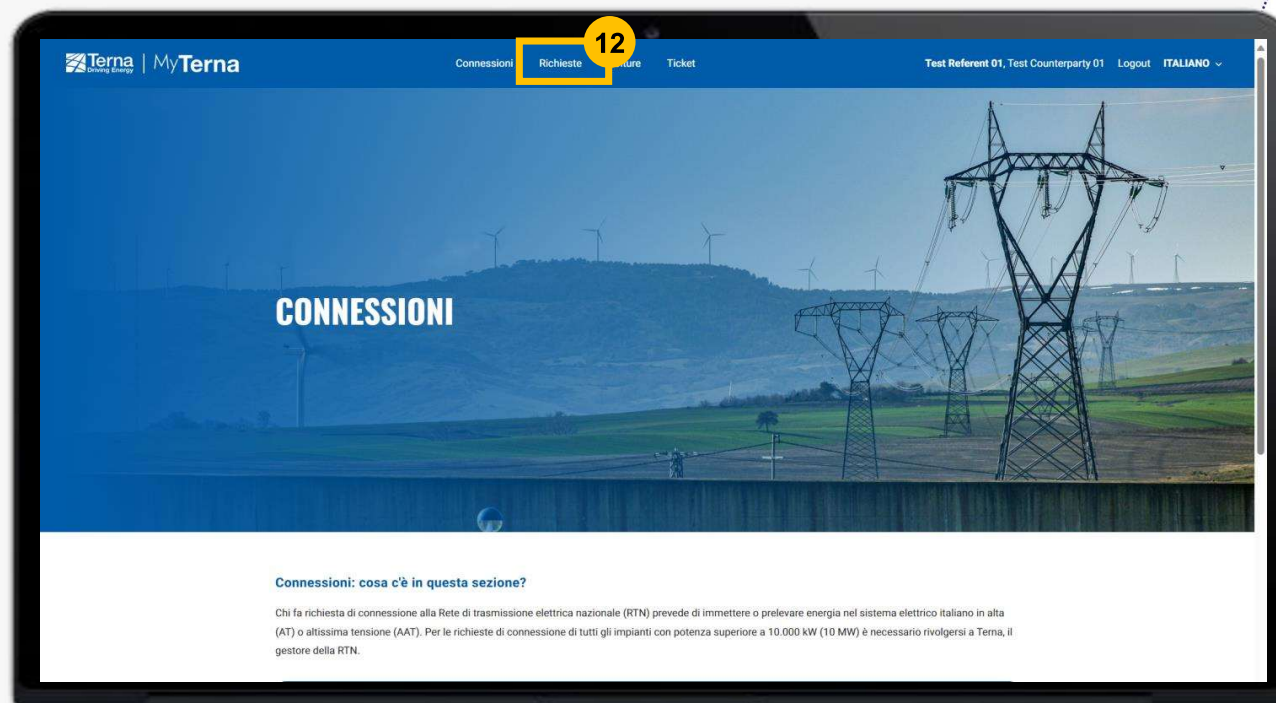 Terna
Driving Energy
MyTerna
Connessioni
Richieste
12
Ticket
Test Referent 01, Test Counterparty 01
Logout
ITALIANO
CONNESSIONI
Connessioni: cosa c'è in questa sezione?
Chi fa richiesta di connessione alla Rete di trasmissione elettrica nazionale (RTN) prevede di immettere o prelevare energia nel sistema elettrico italiano in alta
(AT) o altissima tensione (AAT). Per le richieste di connessione di tutti gli impianti con potenza superiore a 10.000 kW (10 MW) è necessario rivolgersi a Terna, il
gestore della RTN.